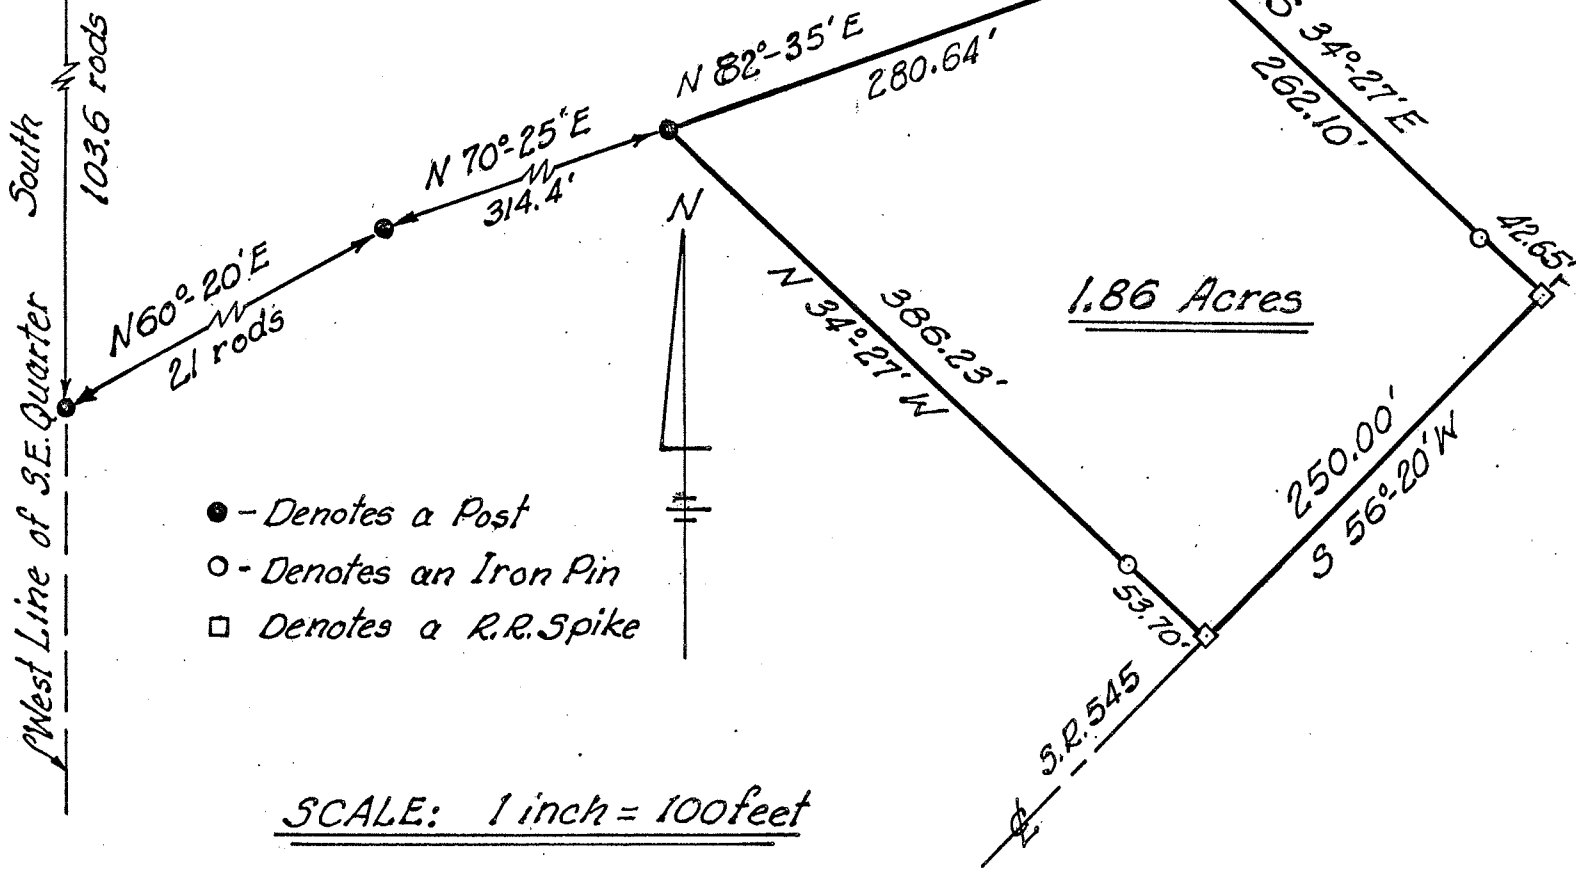 South
103.6 rods
West Line of S.E. Quarter
N 60°-20'E
21 rods
N 70°-25'E
314.4'
N 82°-35'E
280.64'
S 34°-27'E
262.10'
42.65'
N
1.86 Acres
386.23'
N 34°-27' W
250.00'
S 56°-20'W
53.70'
S.R. 545
℄
● - Denotes a Post
○ - Denotes an Iron Pin
□ Denotes a R.R. Spike
SCALE: 1 inch = 100 feet